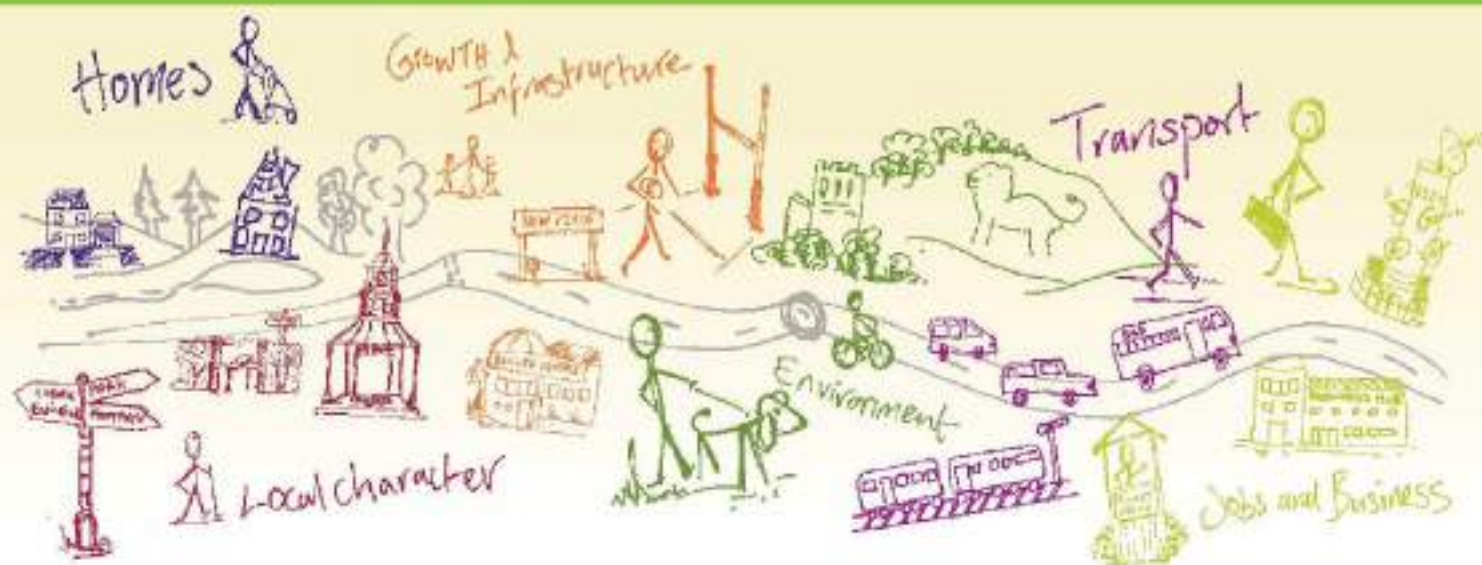 Homes
Growth &
Infrastructure
Transport
Environment
Local character
Jobs and Business